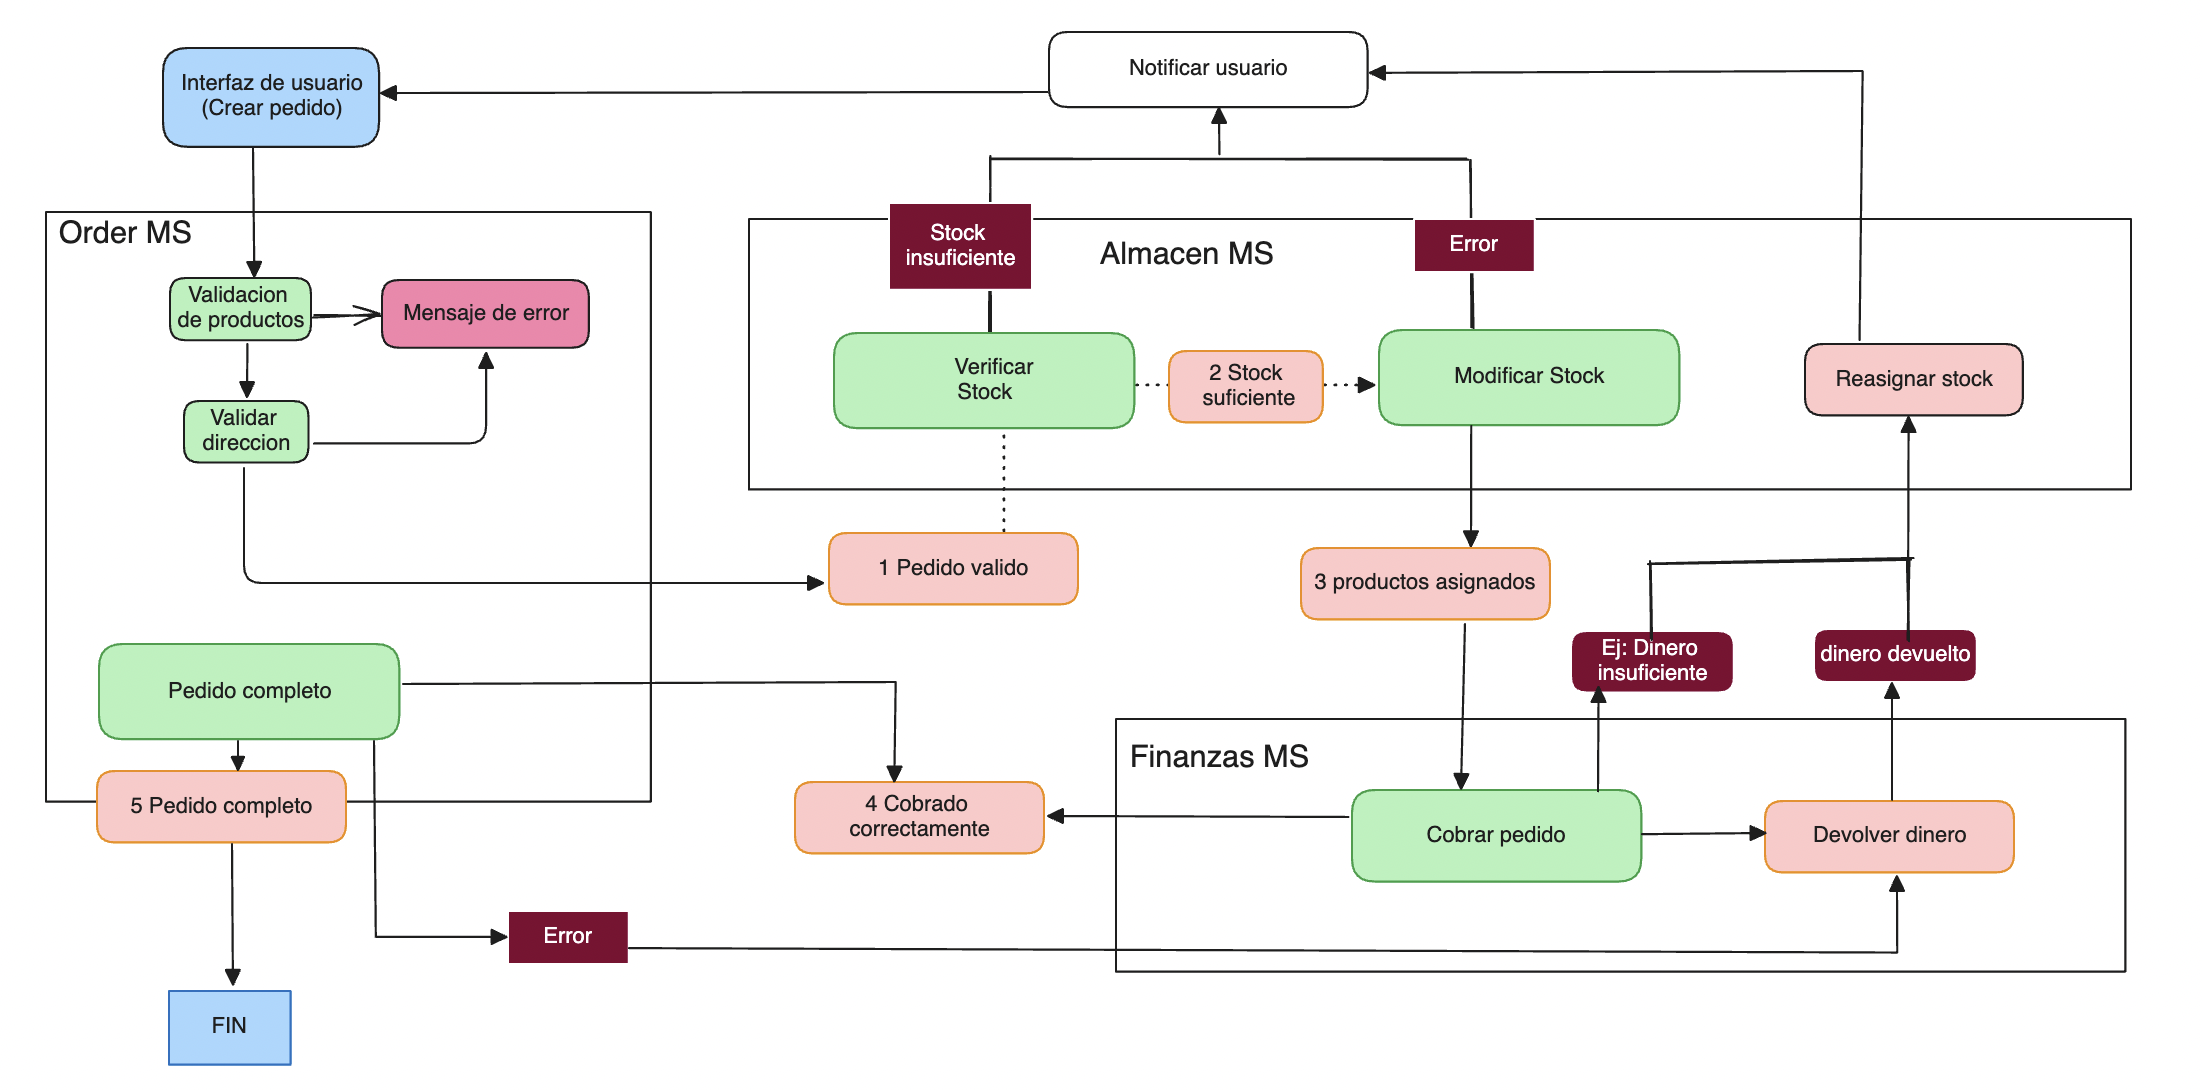 Interfaz de usuario
(Crear pedido)
Notificar usuario
Order MS
Validacion
de productos
Mensaje de error
Validar
direccion
Stock
insuficiente
Almacen MS
Error
Verificar
Stock
2 Stock
suficiente
Modificar Stock
Reasignar stock
1 Pedido valido
3 productos asignados
Ej: Dinero
insuficiente
dinero devuelto
Pedido completo
5 Pedido completo
4 Cobrado
correctamente
Finanzas MS
Cobrar pedido
Devolver dinero
Error
FIN